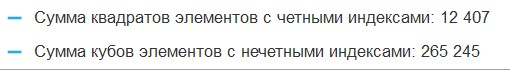 Сумма квадратов элементов с четными индексами: 12 407
Сумма кубов элементов с нечетными индексами: 265 245